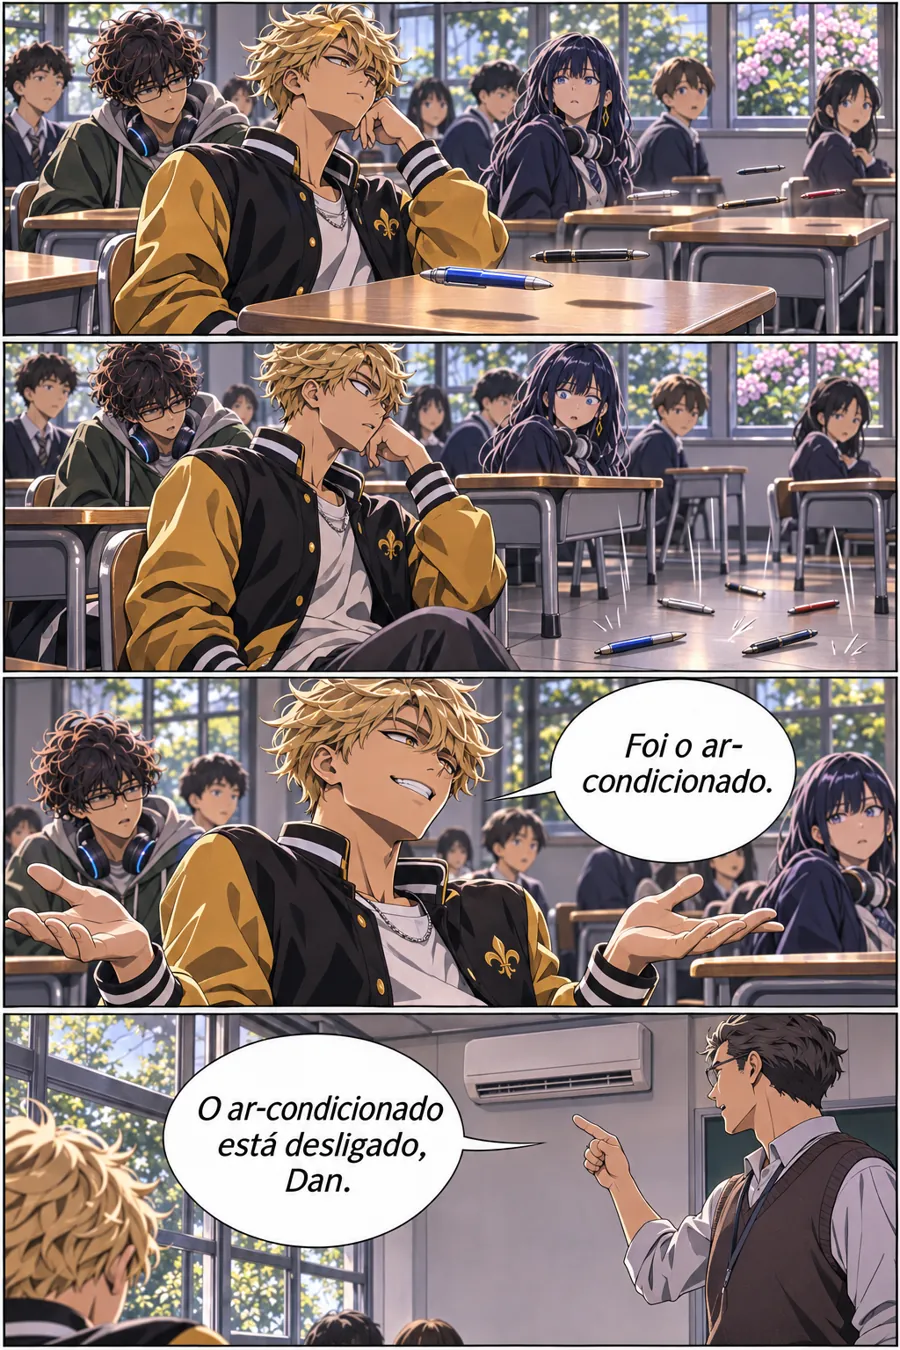 Foi o ar-
condicionado.
O ar-condicionado
está desligado,
Dan.